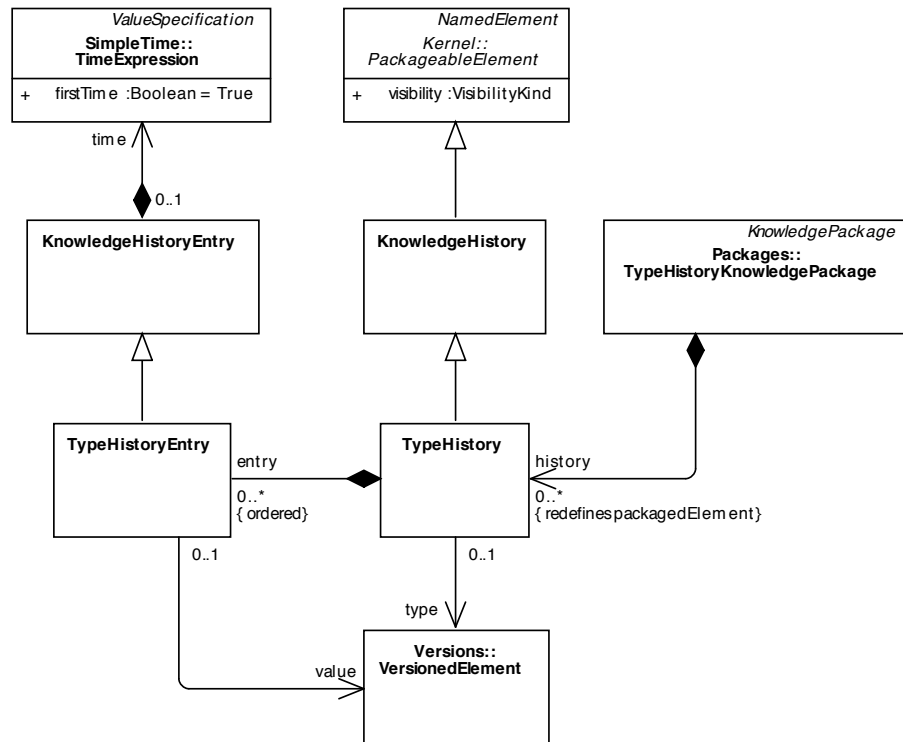 ValueSpecification
SimpleTime::
TimeExpression
+ firstTime :Boolean = True
NamedElement
Kernel::
PackageableElement
+ visibility :VisibilityKind
time
0..1
KnowledgeHistoryEntry
KnowledgeHistory
KnowledgePackage
Packages::
TypeHistoryKnowledgePackage
TypeHistoryEntry
entry
0..*
{ordered}
TypeHistory
history
0..*
{redefinespackagedElement}
0..1
0..1
type
value
Versions::
VersionedElement